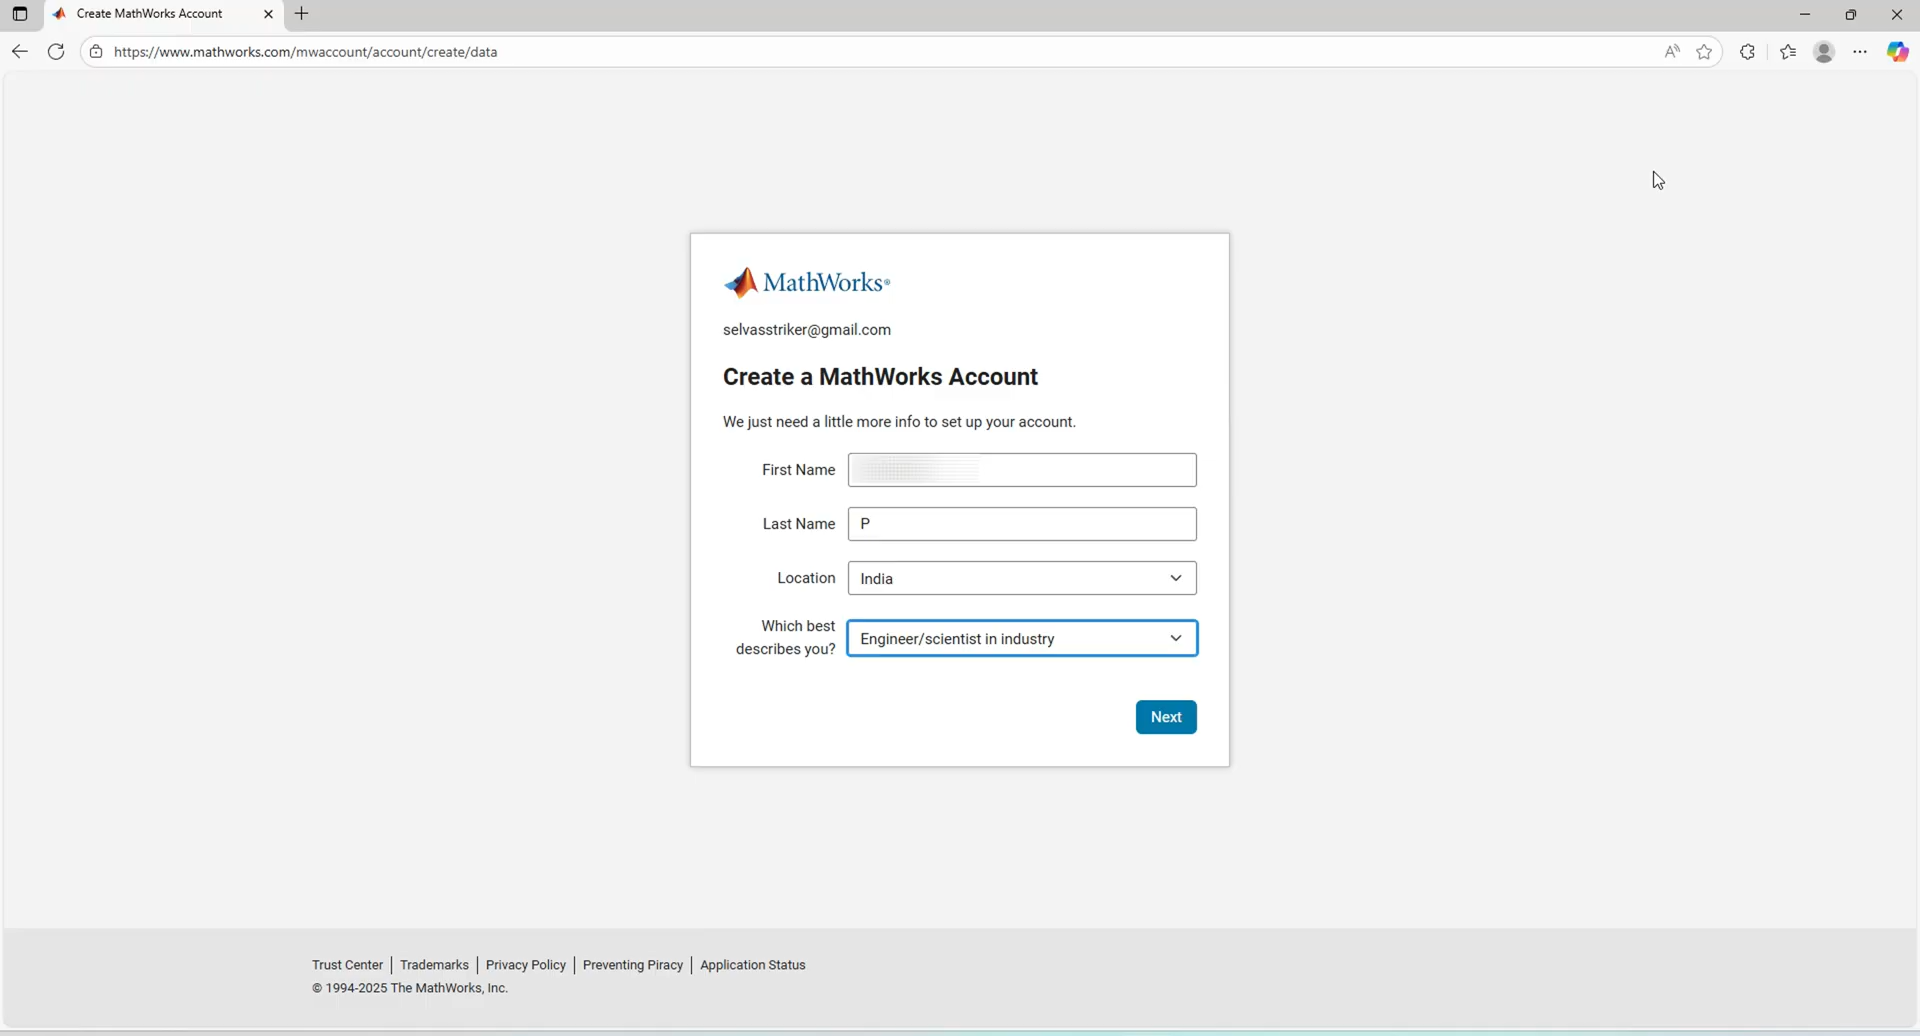 Create MathWorks Account
https://www.mathworks.com/mwaccount/account/create/data
MathWorks®
selvasstriker@gmail.com
Create a MathWorks Account
We just need a little more info to set up your account.
First Name
Last Name P
Location India
Which best
describes you?
Engineer/scientist in industry
Next
Trust Center | Trademarks | Privacy Policy | Preventing Piracy | Application Status
© 1994-2025 The MathWorks, Inc.